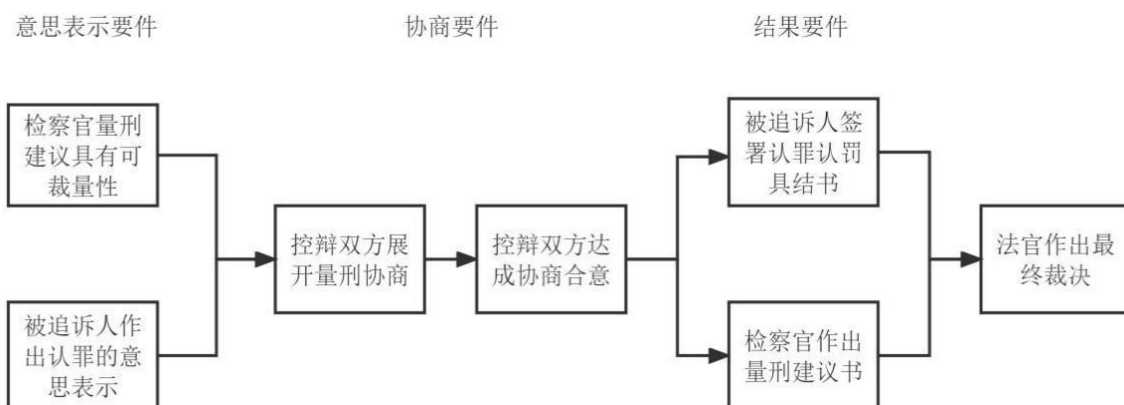 意思表示要件
协商要件
结果要件
检察官量刑
建议具有可
裁量性
被追诉人作
出认罪的意
思表示
控辩双方展
开量刑协商
控辩双方达
成协商合意
被追诉人签
署认罪认罚
具结书
检察官作出
量刑建议书
法官作出最
终裁决